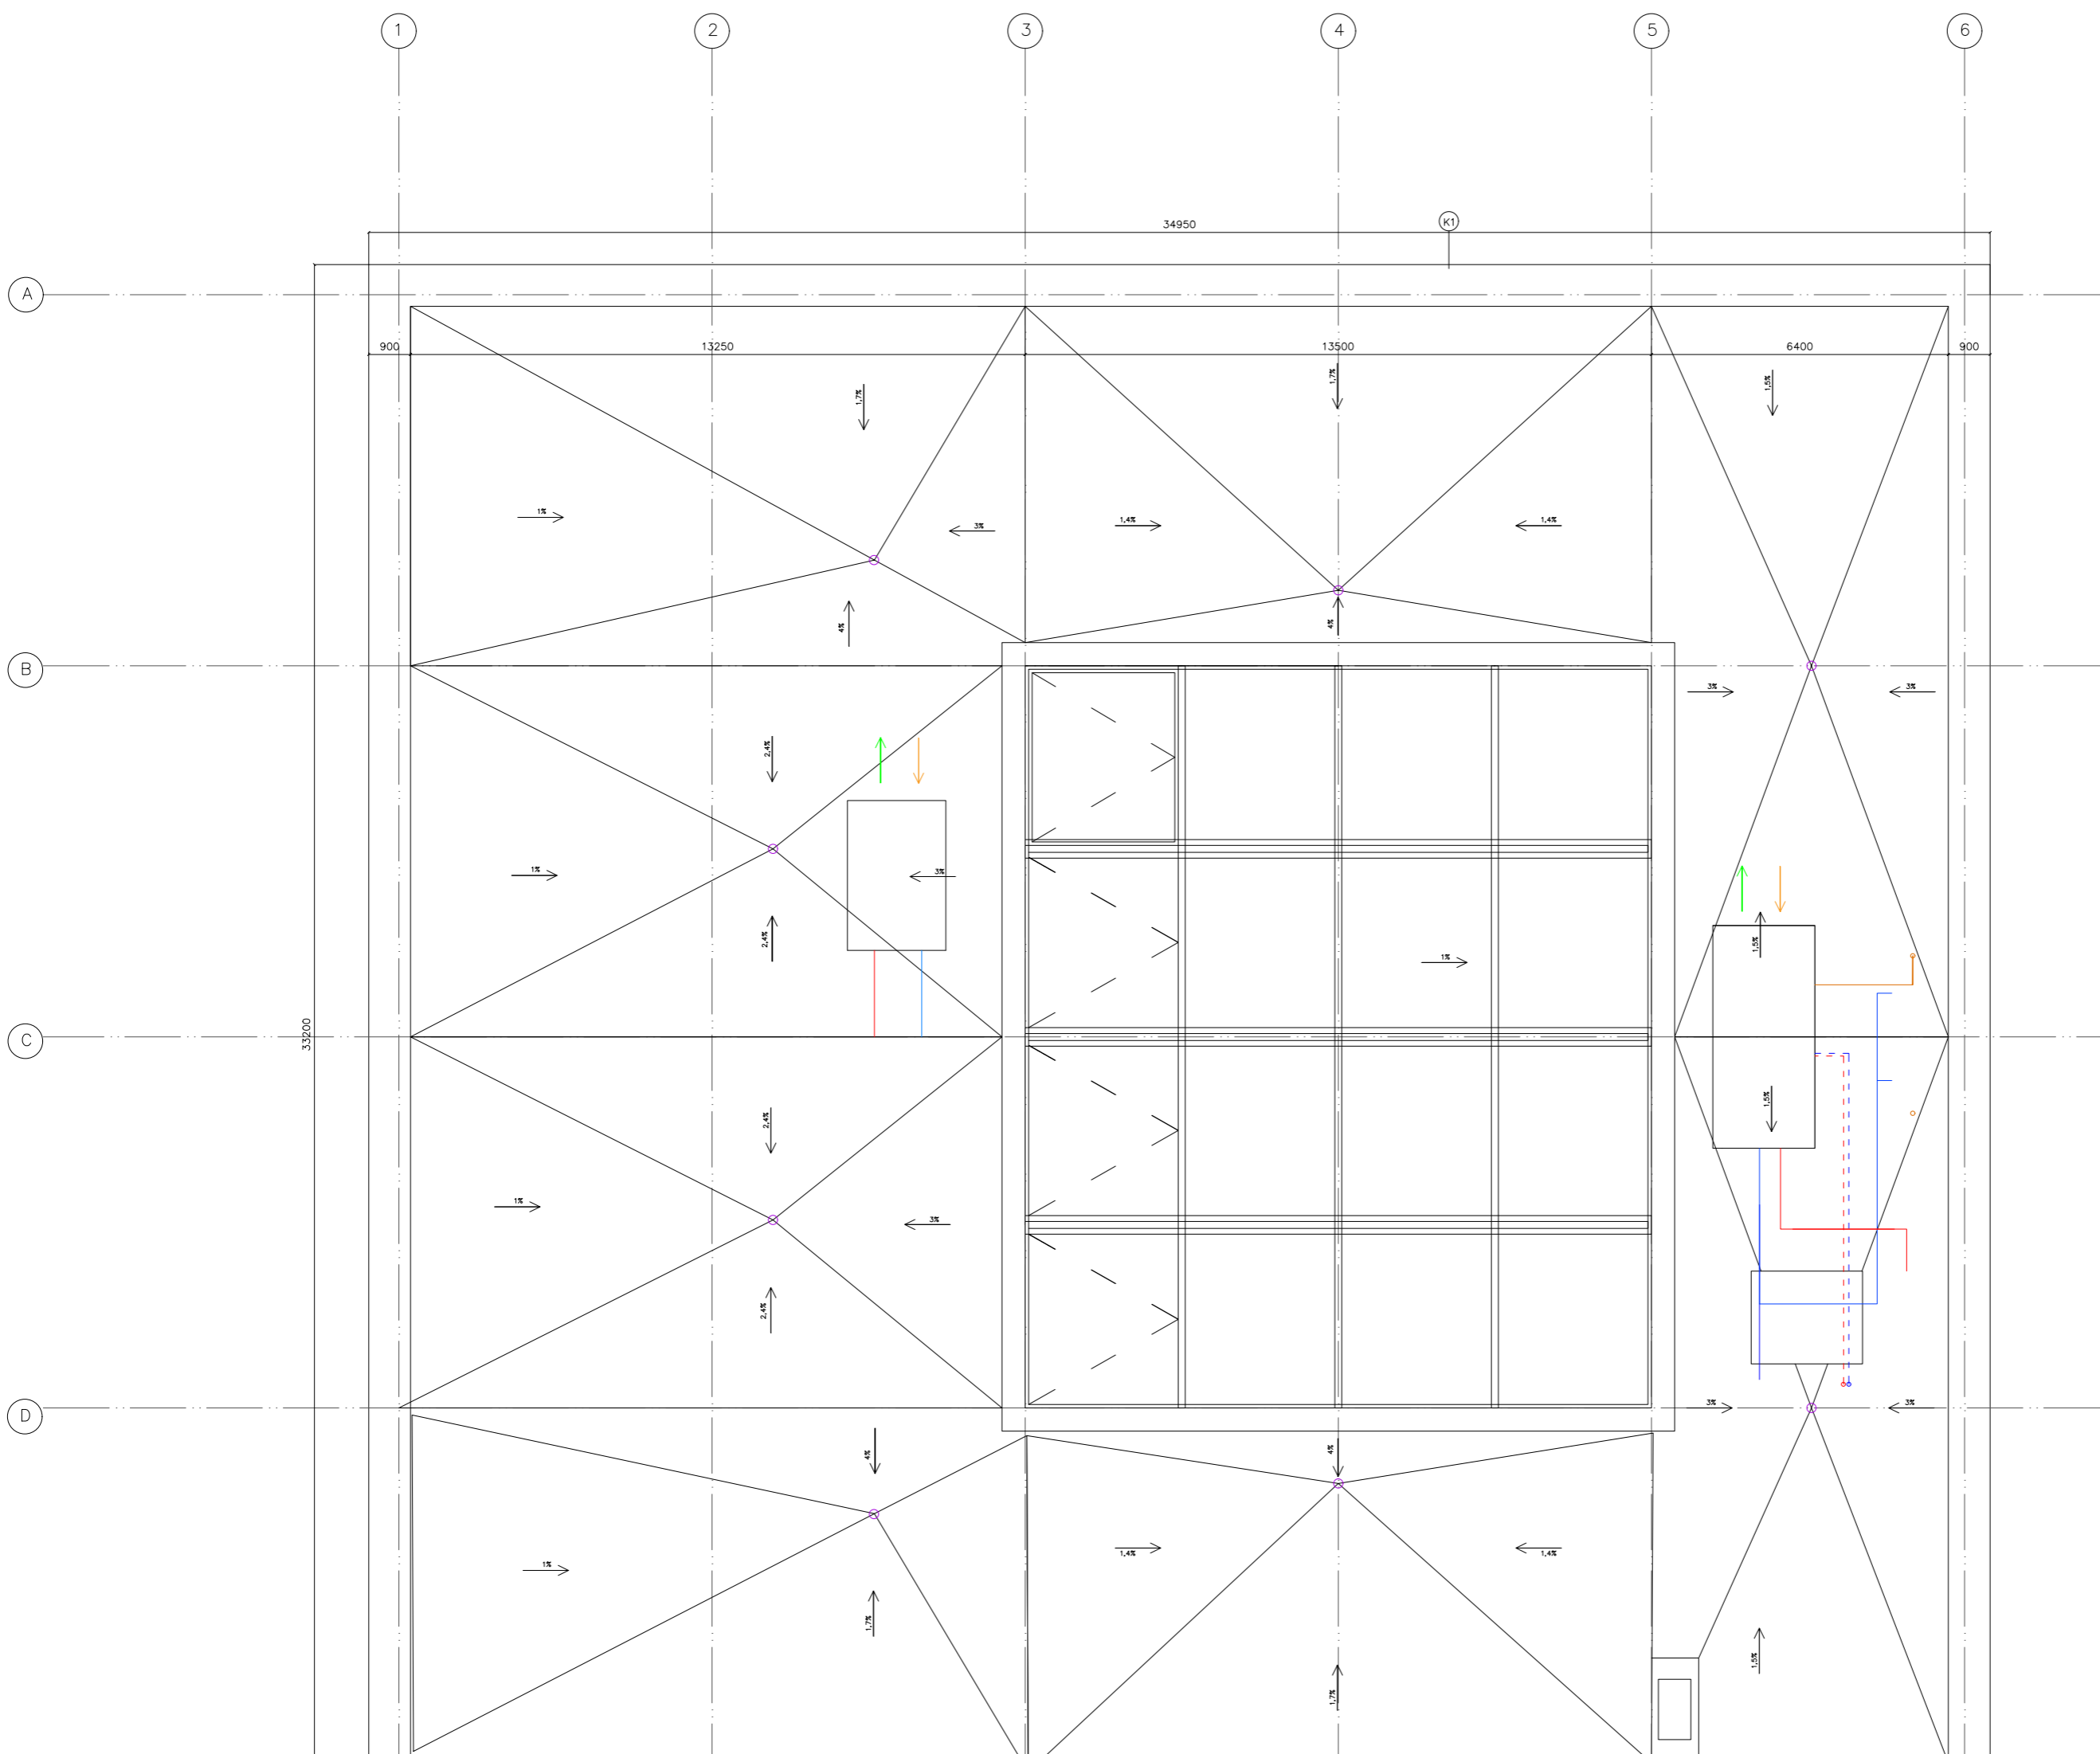 1 2 3 4 5 6
34950 K1
A
900 13250 13500 6400 900
1,7% 1,7% 1,5%
1% 3% 1,4% 1,4%
4% 4%
B
3% 3%
2,4% 2,4%
1% 3%
1% 1,5%
33200
C
1,5%
2,4% 2,4%
1% 3%
D
3% 3%
4% 4%
1% 1,4% 1,4%
1,7% 1,7% 1,5%